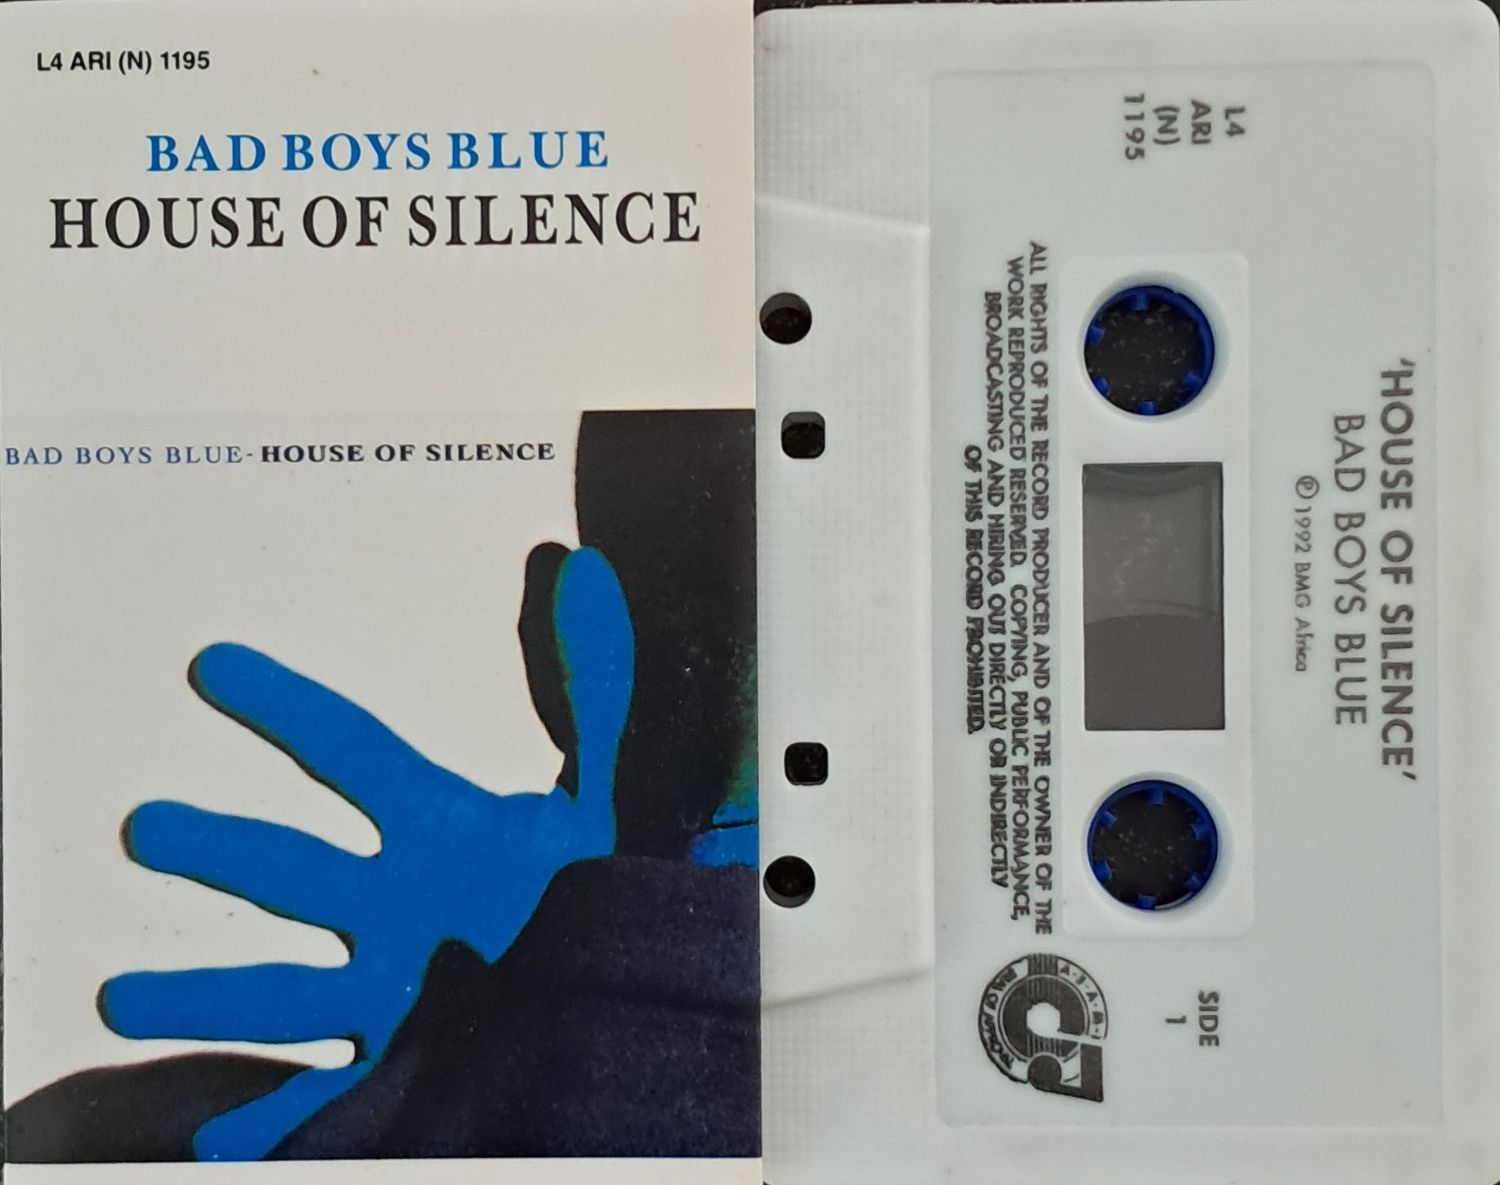 L4 ARI (N) 1195
BAD BOYS BLUE
HOUSE OF SILENCE
BAD BOYS BLUE- HOUSE OF SILENCE
'HOUSE OF SILENCE'
BAD BOYS BLUE
℗ 1992 BMG Africa
L4
ARI
(N)
1195
SIDE
1
ALL RIGHTS OF THE RECORD PRODUCER AND OF THE OWNER OF THE
WORK REPRODUCED RESERVED. COPYING, PUBLIC PERFORMANCE,
BROADCASTING AND HIRING OUT DIRECTLY OR INDIRECTLY
OF THIS RECORD PROHIBITED.
A·S·A·M·I